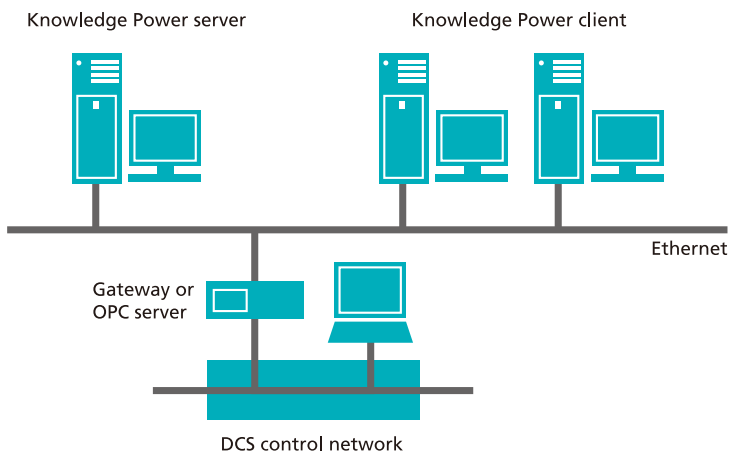 Knowledge Power server
Knowledge Power client
Ethernet
Gateway or
OPC server
DCS control network